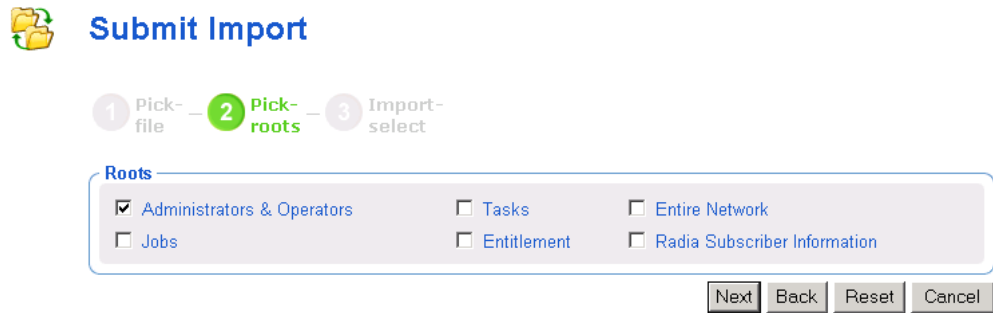 Submit Import
1 Pick-file – 2 Pick-roots – 3 Import-select
Roots
Administrators & Operators Tasks Entire Network
Jobs Entitlement Radia Subscriber Information
Next Back Reset Cancel